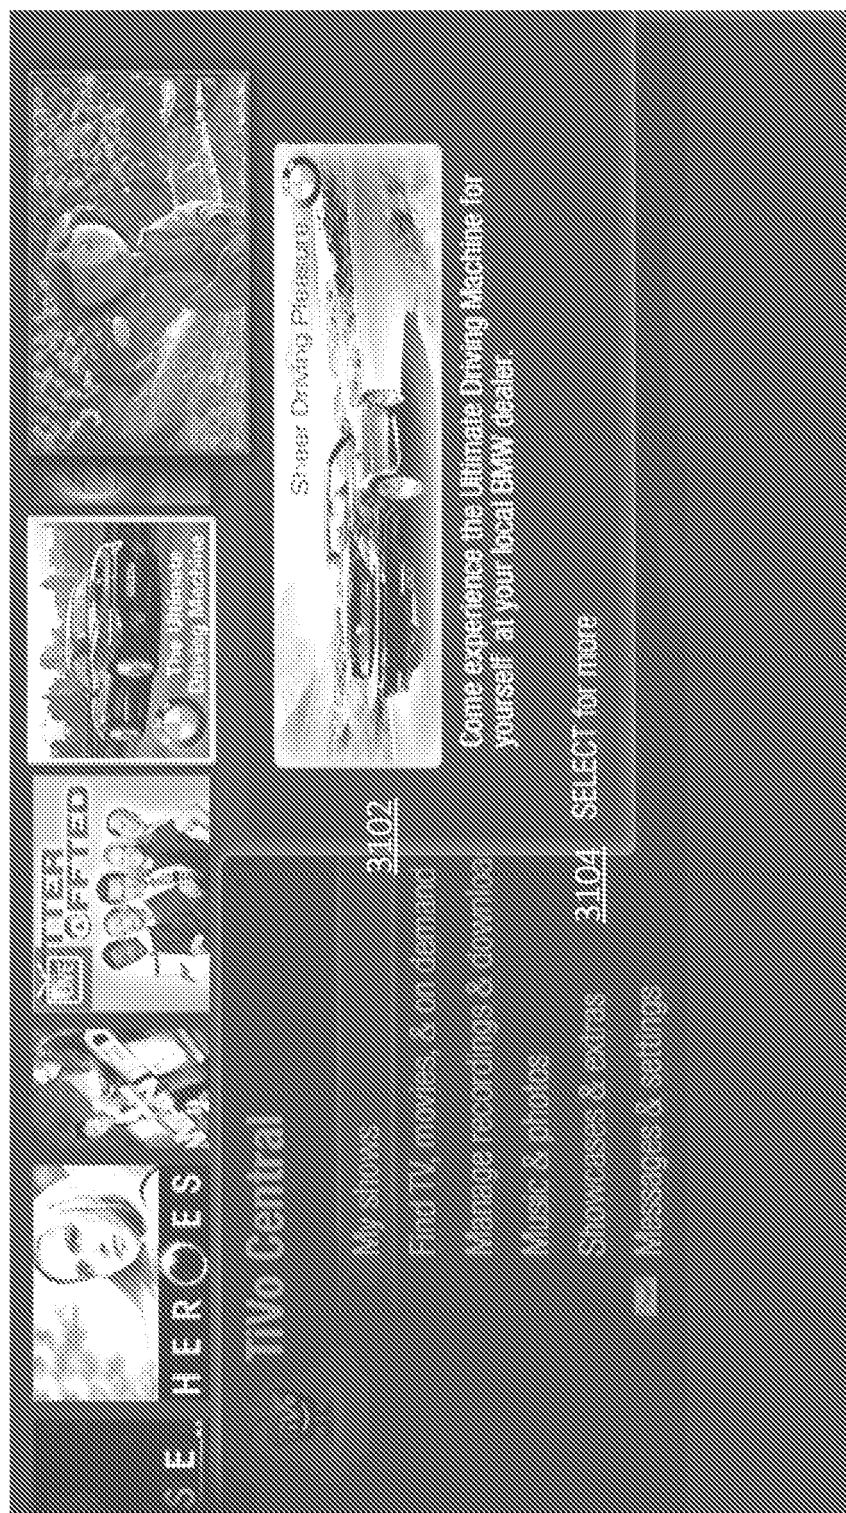 S E
HEROES
The Ultimate
Driving Machine
TiVo Central
My shows
Find TV, movies, & on demand
Manage recordings & downloads
Music & photos
Showcases & extras
Messages & settings
3102
Sheer Driving Pleasure
Come experience the Ultimate Driving Machine for
yourself at your local BMW dealer.
3104
SELECT for more